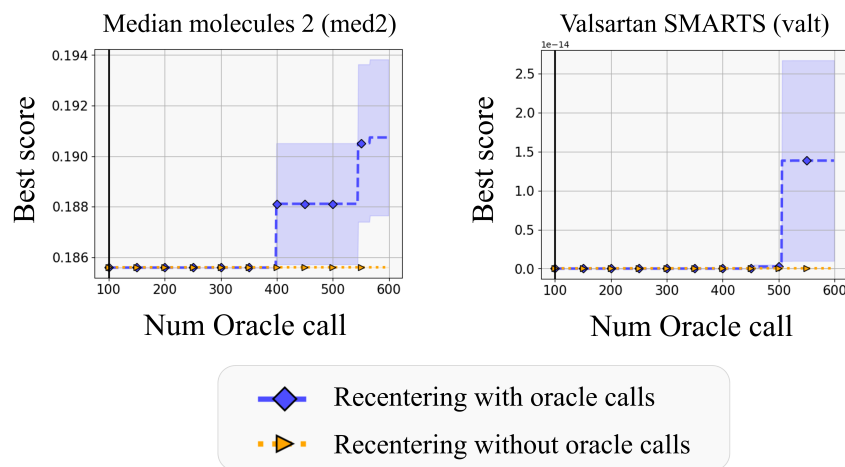 Median molecules 2 (med2)
Best score
0.194
0.192
0.190
0.188
0.186
100 200 300 400 500 600
Num Oracle call
Valsartan SMARTS (valt)
1e−14
Best score
2.5
2.0
1.5
1.0
0.5
0.0
100 200 300 400 500 600
Num Oracle call
Recentering with oracle calls
Recentering without oracle calls